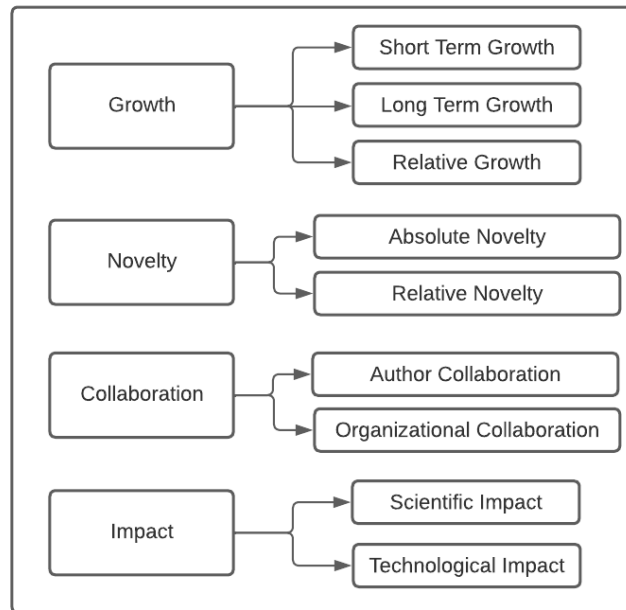 Growth
Short Term Growth
Long Term Growth
Relative Growth
Novelty
Absolute Novelty
Relative Novelty
Collaboration
Author Collaboration
Organizational Collaboration
Impact
Scientific Impact
Technological Impact